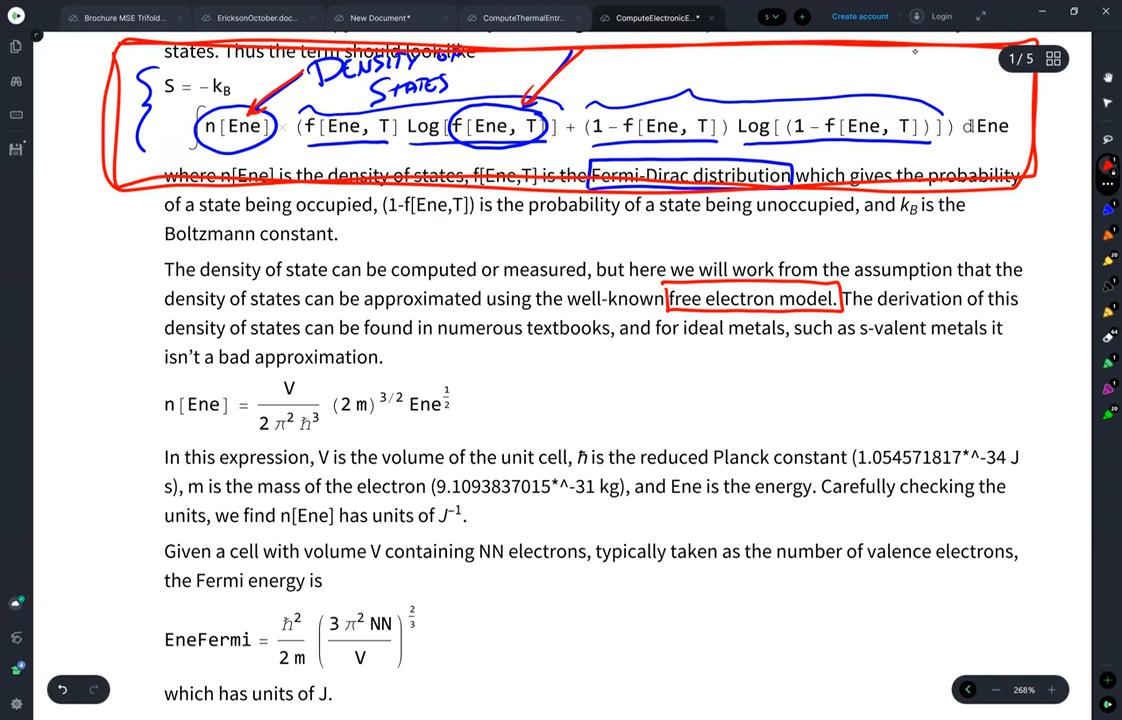 Brochure MSE Trifold... EricksonOctober.doc... New Document* ComputeThermalEntr... ComputeElectronicE...* × 5 Create account Login
states. Thus the term should look like
1/5
DENSITY OF
STATES
S = -k_B
∫ n[Ene] × (f[Ene, T] Log[f[Ene, T]] + (1 - f[Ene, T]) Log[(1 - f[Ene, T])]) dEne
where n[Ene] is the density of states, f[Ene,T] is the Fermi-Dirac distribution which gives the probability
of a state being occupied, (1-f[Ene,T]) is the probability of a state being unoccupied, and k_B is the
Boltzmann constant.
The density of state can be computed or measured, but here we will work from the assumption that the
density of states can be approximated using the well-known free electron model. The derivation of this
density of states can be found in numerous textbooks, and for ideal metals, such as s-valent metals it
isn't a bad approximation.
n[Ene] = V / (2 π² ħ³) (2 m)^3/2 Ene^1/2
In this expression, V is the volume of the unit cell, ħ is the reduced Planck constant (1.054571817*^-34 J
s), m is the mass of the electron (9.1093837015*^-31 kg), and Ene is the energy. Carefully checking the
units, we find n[Ene] has units of J⁻¹.
Given a cell with volume V containing NN electrons, typically taken as the number of valence electrons,
the Fermi energy is
EneFermi = ħ² / (2 m) (3 π² NN / V)^2/3
which has units of J.
268%